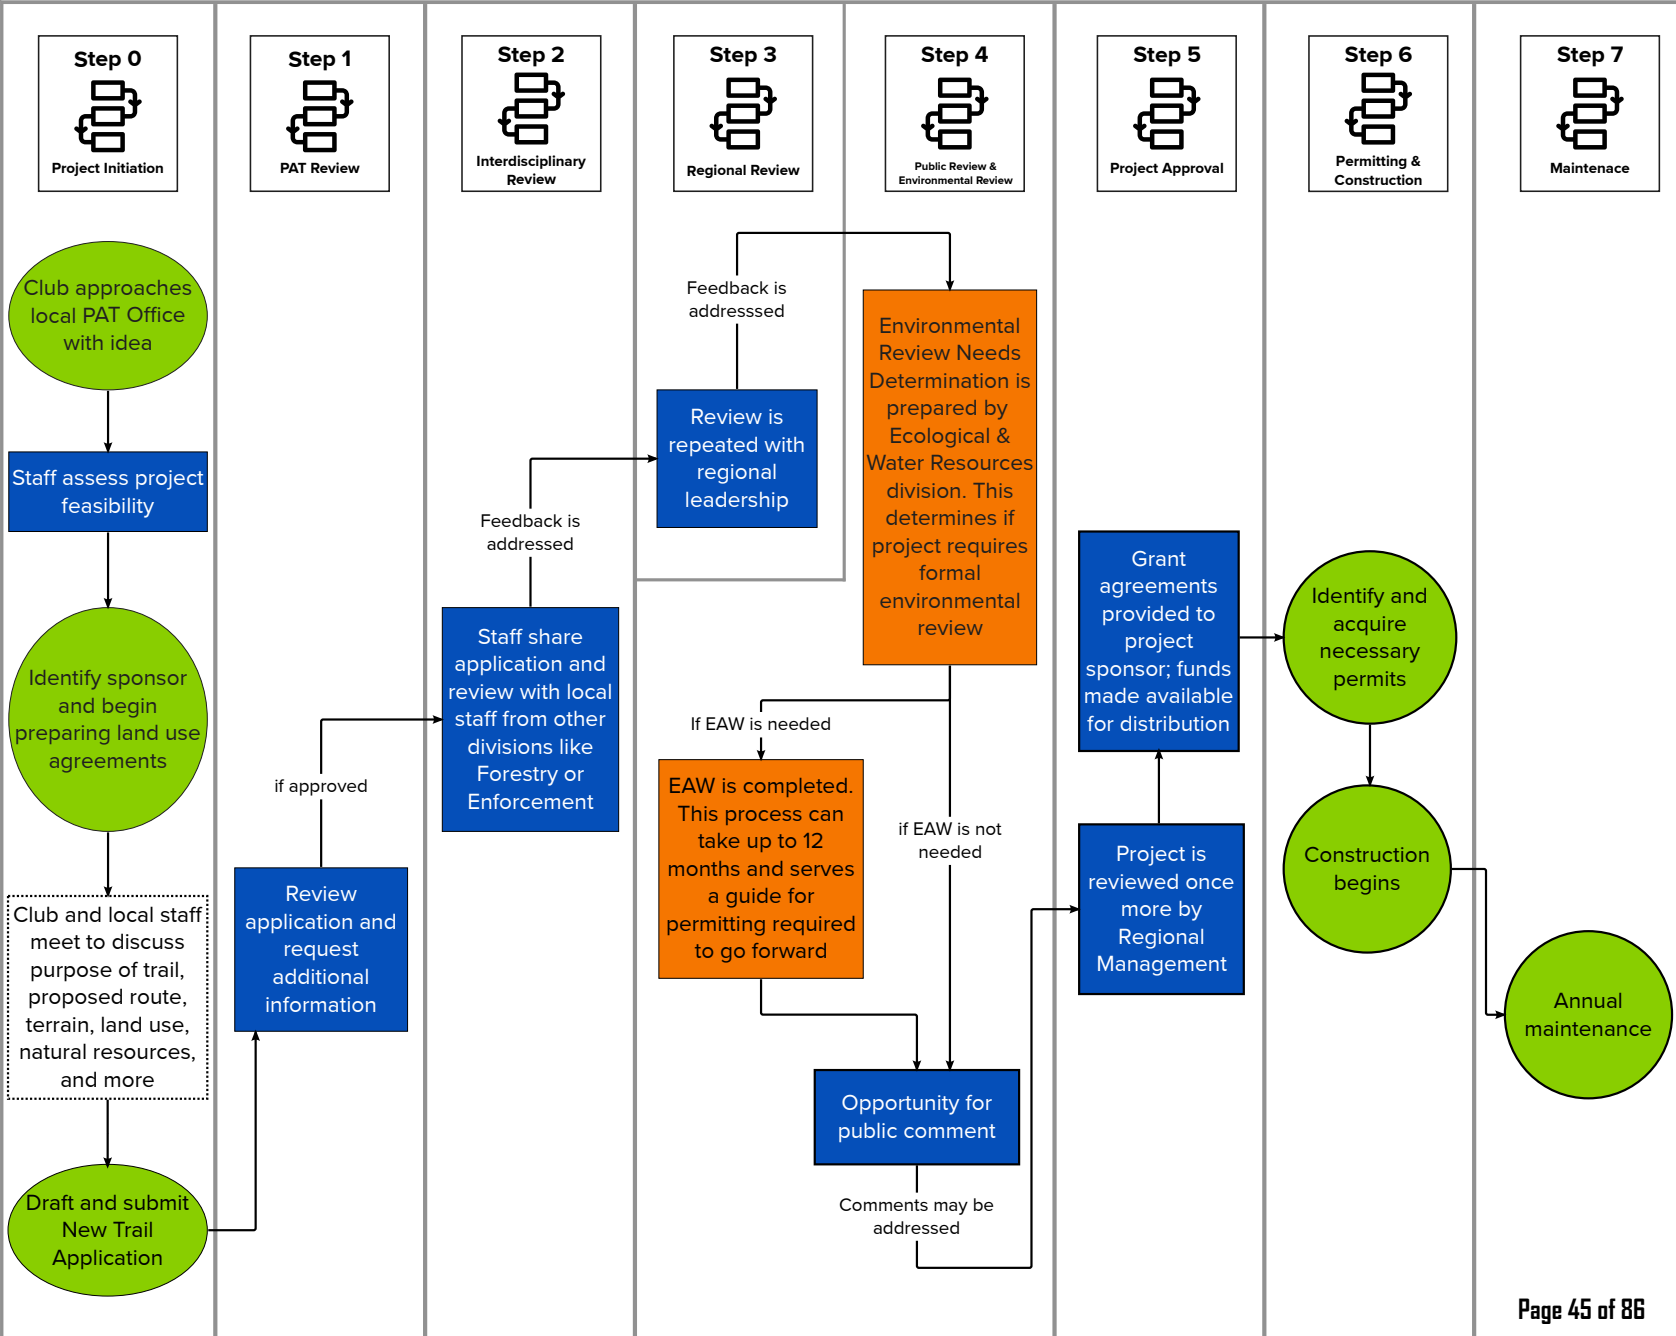 Step 0
Project Initiation
Step 1
PAT Review
Step 2
Interdisciplinary
Review
Step 3
Regional Review
Step 4
Public Review &
Environmental Review
Step 5
Project Approval
Step 6
Permitting &
Construction
Step 7
Maintenace
Club approaches
local PAT Office
with idea
Staff assess project
feasibility
Identify sponsor
and begin
preparing land use
agreements
Club and local staff
meet to discuss
purpose of trail,
proposed route,
terrain, land use,
natural resources,
and more
Draft and submit
New Trail
Application
Review
application and
request
additional
information
if approved
Staff share
application and
review with local
staff from other
divisions like
Forestry or
Enforcement
Feedback is
addressed
Review is
repeated with
regional
leadership
Feedback is
addresssed
Environmental
Review Needs
Determination is
prepared by
Ecological &
Water Resources
division. This
determines if
project requires
formal
environmental
review
If EAW is needed
EAW is completed.
This process can
take up to 12
months and serves
a guide for
permitting required
to go forward
if EAW is not
needed
Opportunity for
public comment
Comments may be
addressed
Project is
reviewed once
more by
Regional
Management
Grant
agreements
provided to
project
sponsor; funds
made available
for distribution
Identify and
acquire
necessary
permits
Construction
begins
Annual
maintenance
Page 45 of 86